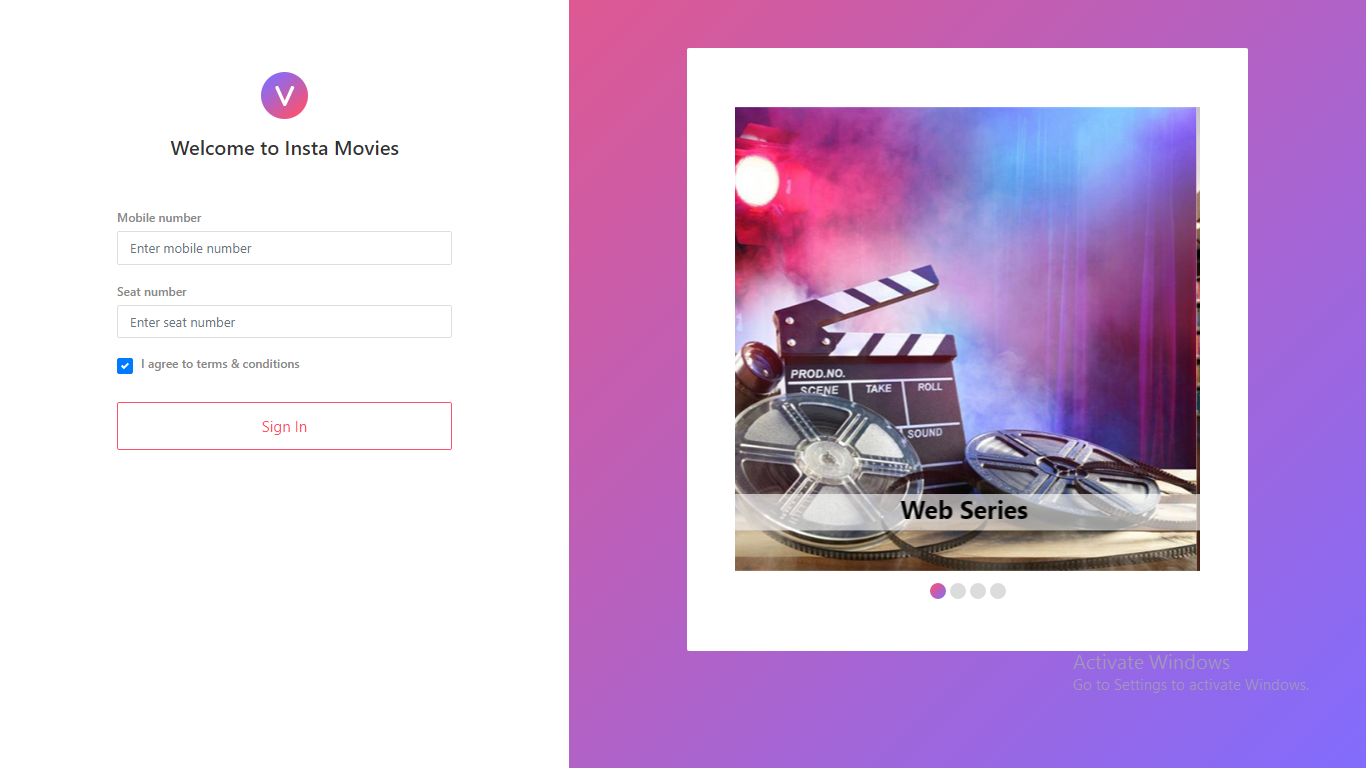 V
Welcome to Insta Movies
Mobile number
Enter mobile number
Seat number
Enter seat number
I agree to terms & conditions
Sign In
PROD.NO.
SCENE TAKE ROLL
SOUND
Web Series
Activate Windows
Go to Settings to activate Windows.